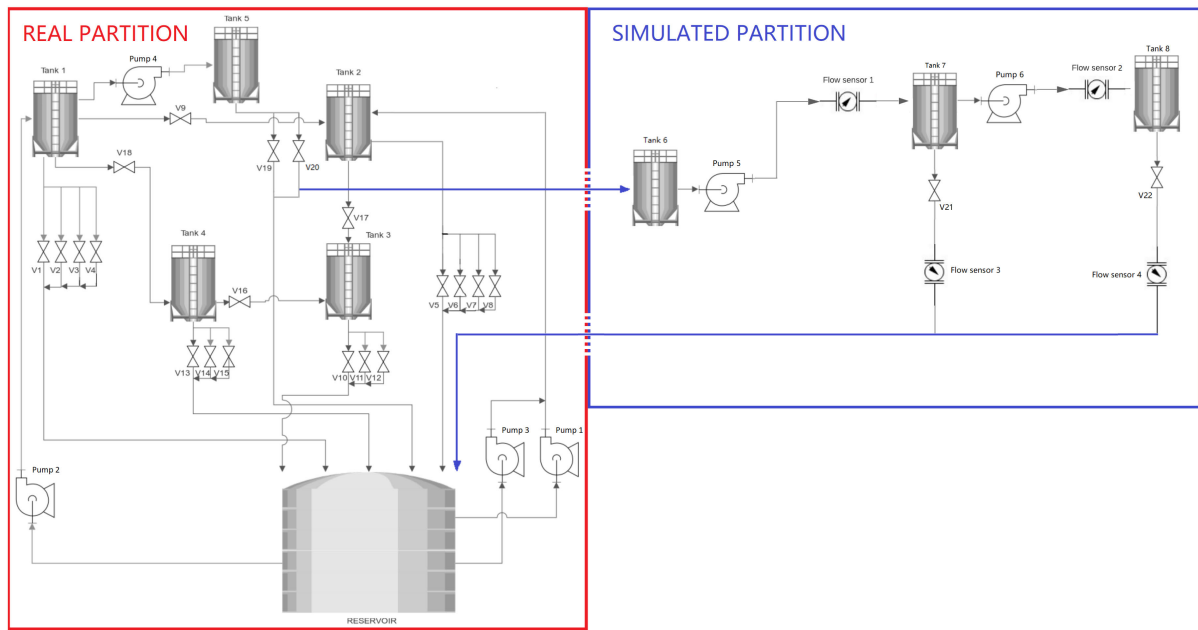 REAL PARTITION
SIMULATED PARTITION
Tank 5
Pump 4
Tank 1
Tank 2
V9
V18
V19
V20
V17
Tank 4
Tank 3
V16
V1
V2
V3
V4
V5
V6
V7
V8
V13
V14
V15
V10
V11
V12
Pump 2
Pump 3
Pump 1
RESERVOIR
Tank 6
Pump 5
Flow sensor 1
Tank 7
Pump 6
Flow sensor 2
Tank 8
V21
V22
Flow sensor 3
Flow sensor 4